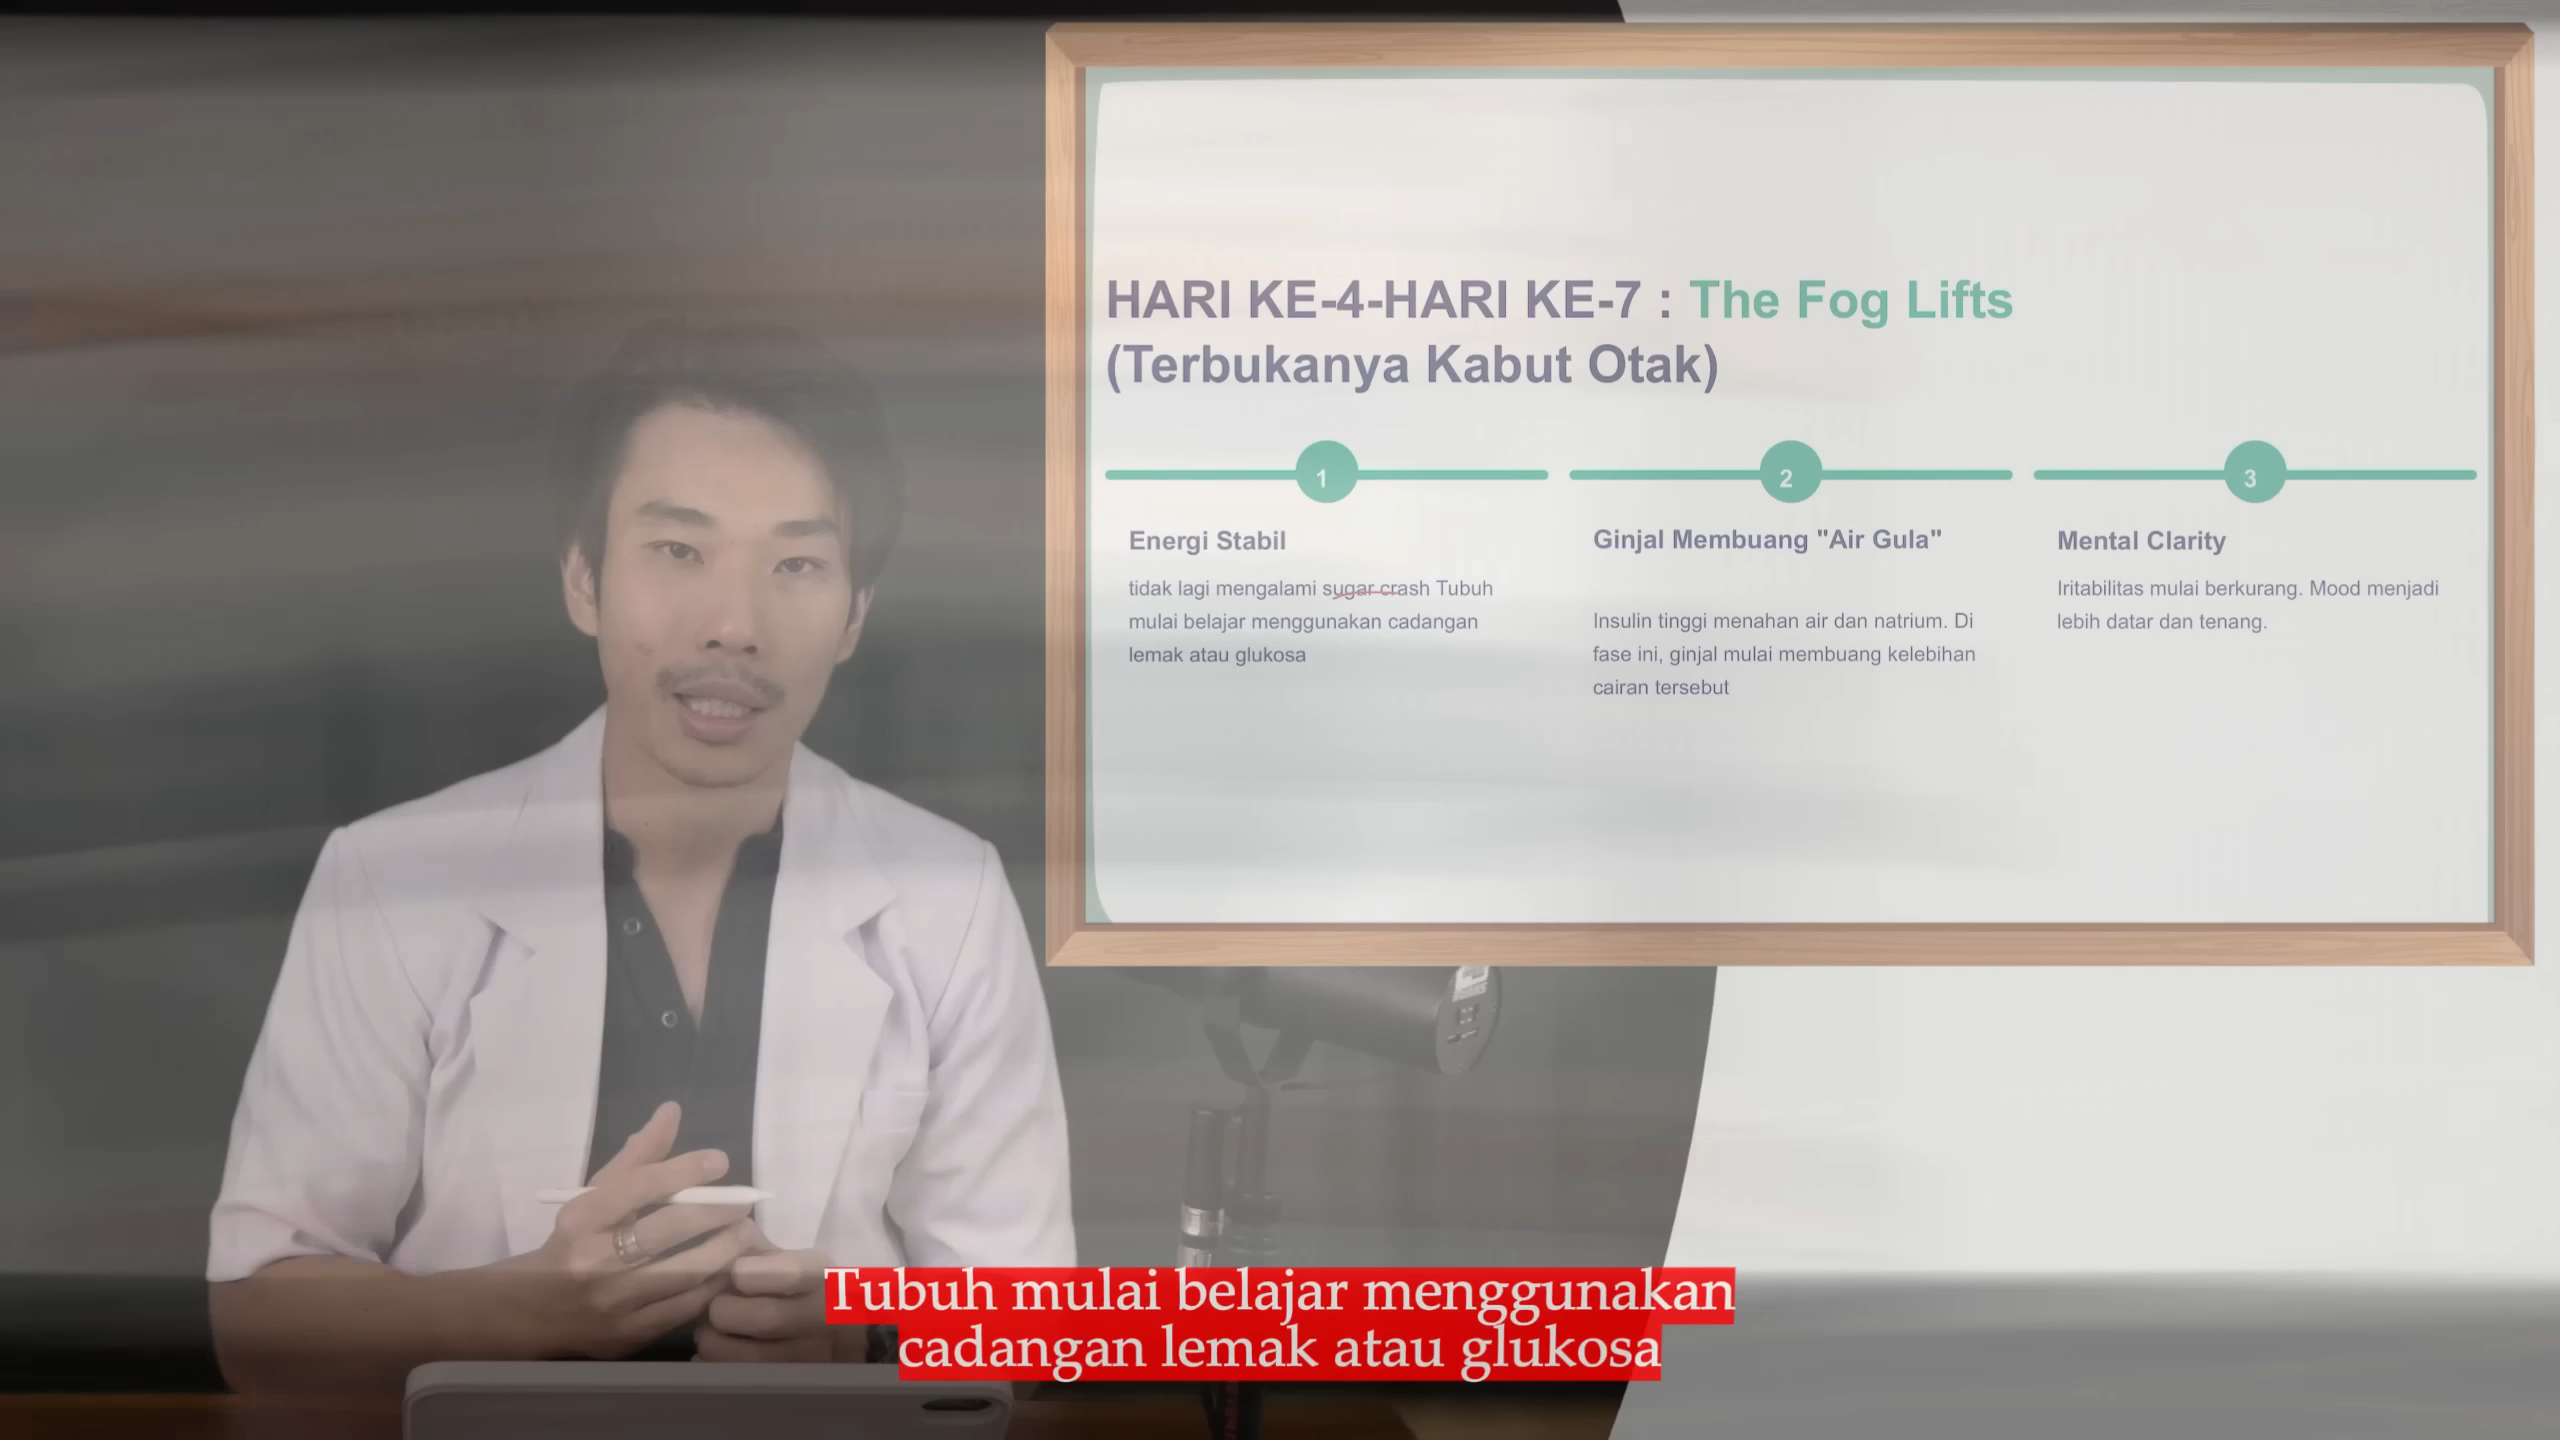 HARI KE-4-HARI KE-7 : The Fog Lifts
(Terbukanya Kabut Otak)
1
Energi Stabil
tidak lagi mengalami sugar crash Tubuh
mulai belajar menggunakan cadangan
lemak atau glukosa
2
Ginjal Membuang "Air Gula"
Insulin tinggi menahan air dan natrium. Di
fase ini, ginjal mulai membuang kelebihan
cairan tersebut
3
Mental Clarity
Iritabilitas mulai berkurang. Mood menjadi
lebih datar dan tenang.
Tubuh mulai belajar menggunakan
cadangan lemak atau glukosa